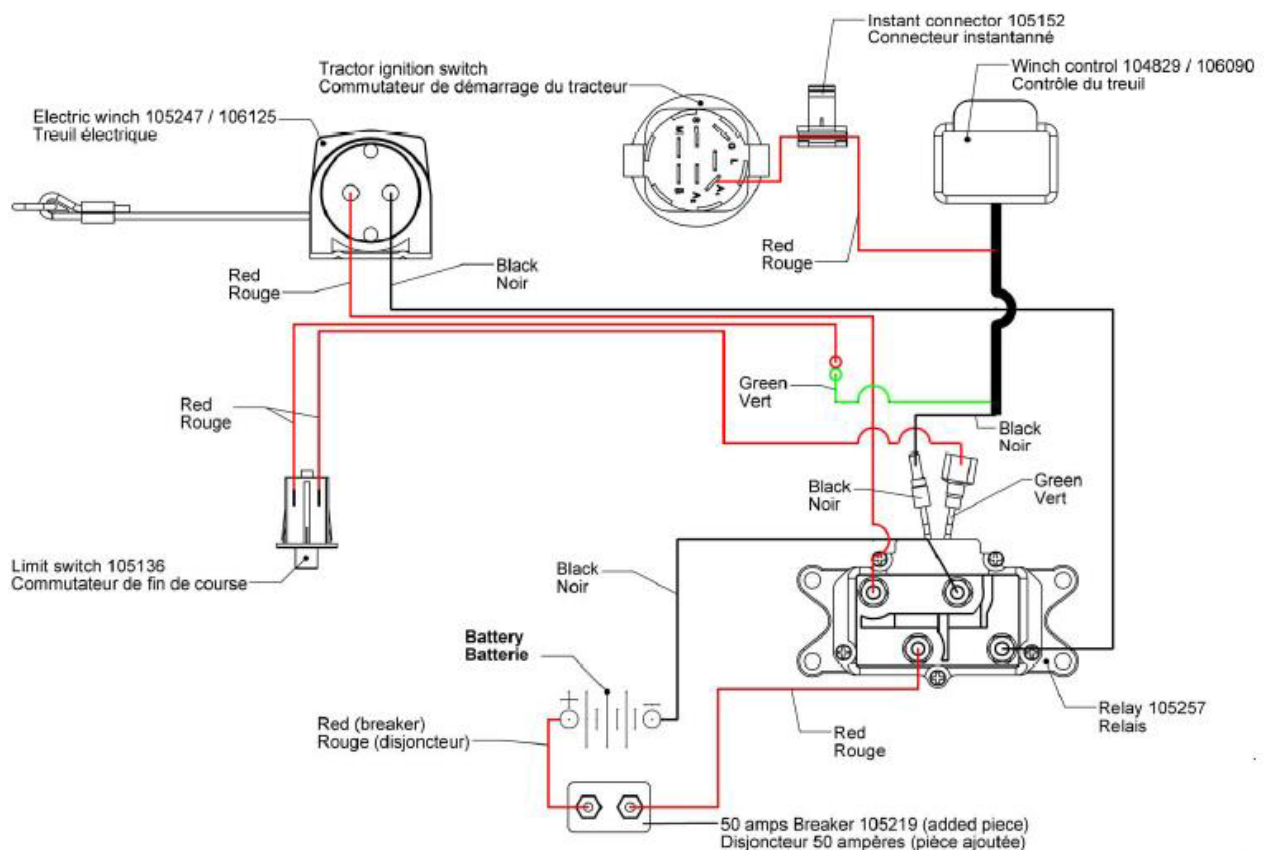 Instant connector 105152
Connecteur instantanné
Tractor ignition switch
Commutateur de démarrage du tracteur
Winch control 104829 / 106090
Contrôle du treuil
Electric winch 105247 / 106125
Treuil électrique
S
M
G
L
B
A₂
A₁
Red
Rouge
Black
Noir
Red
Rouge
Green
Vert
Red
Rouge
Black
Noir
Black
Noir
Green
Vert
Limit switch 105136
Commutateur de fin de course
Black
Noir
Battery
Batterie
+
−
Red (breaker)
Rouge (disjoncteur)
Red
Rouge
Relay 105257
Relais
50 amps Breaker 105219 (added piece)
Disjoncteur 50 ampères (pièce ajoutée)